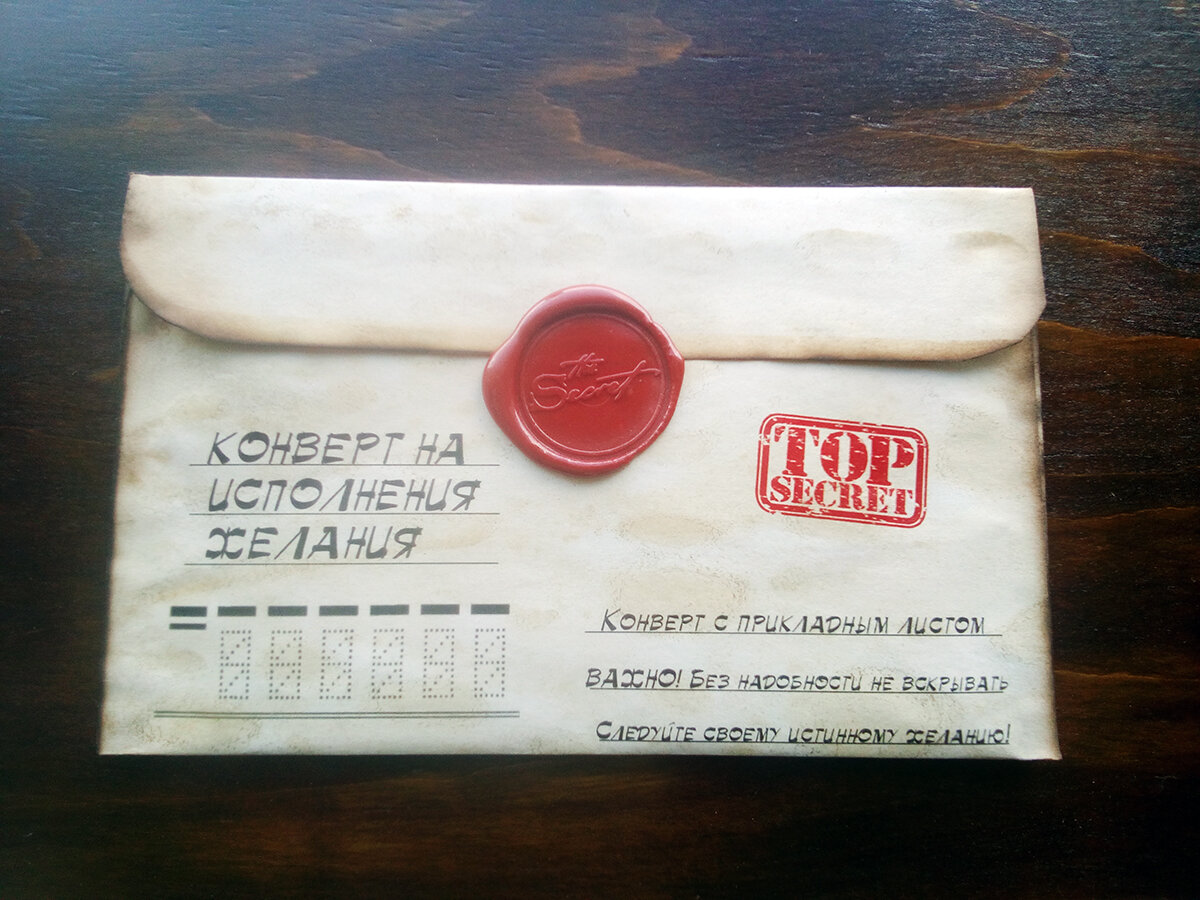 The
Secret
КОНВЕРТ НА
ИСПОЛНЕНИЯ
ЖЕЛАНИЯ
TOP
SECRET
КОНВЕРТ С ПРИКЛАДНЫМ ЛИСТОМ
ВАЖНО! БЕЗ НАДОБНОСТИ НЕ ВСКРЫВАТЬ
СЛЕДУЙТЕ СВОЕМУ ИСТИННОМУ ЖЕЛАНИЮ!